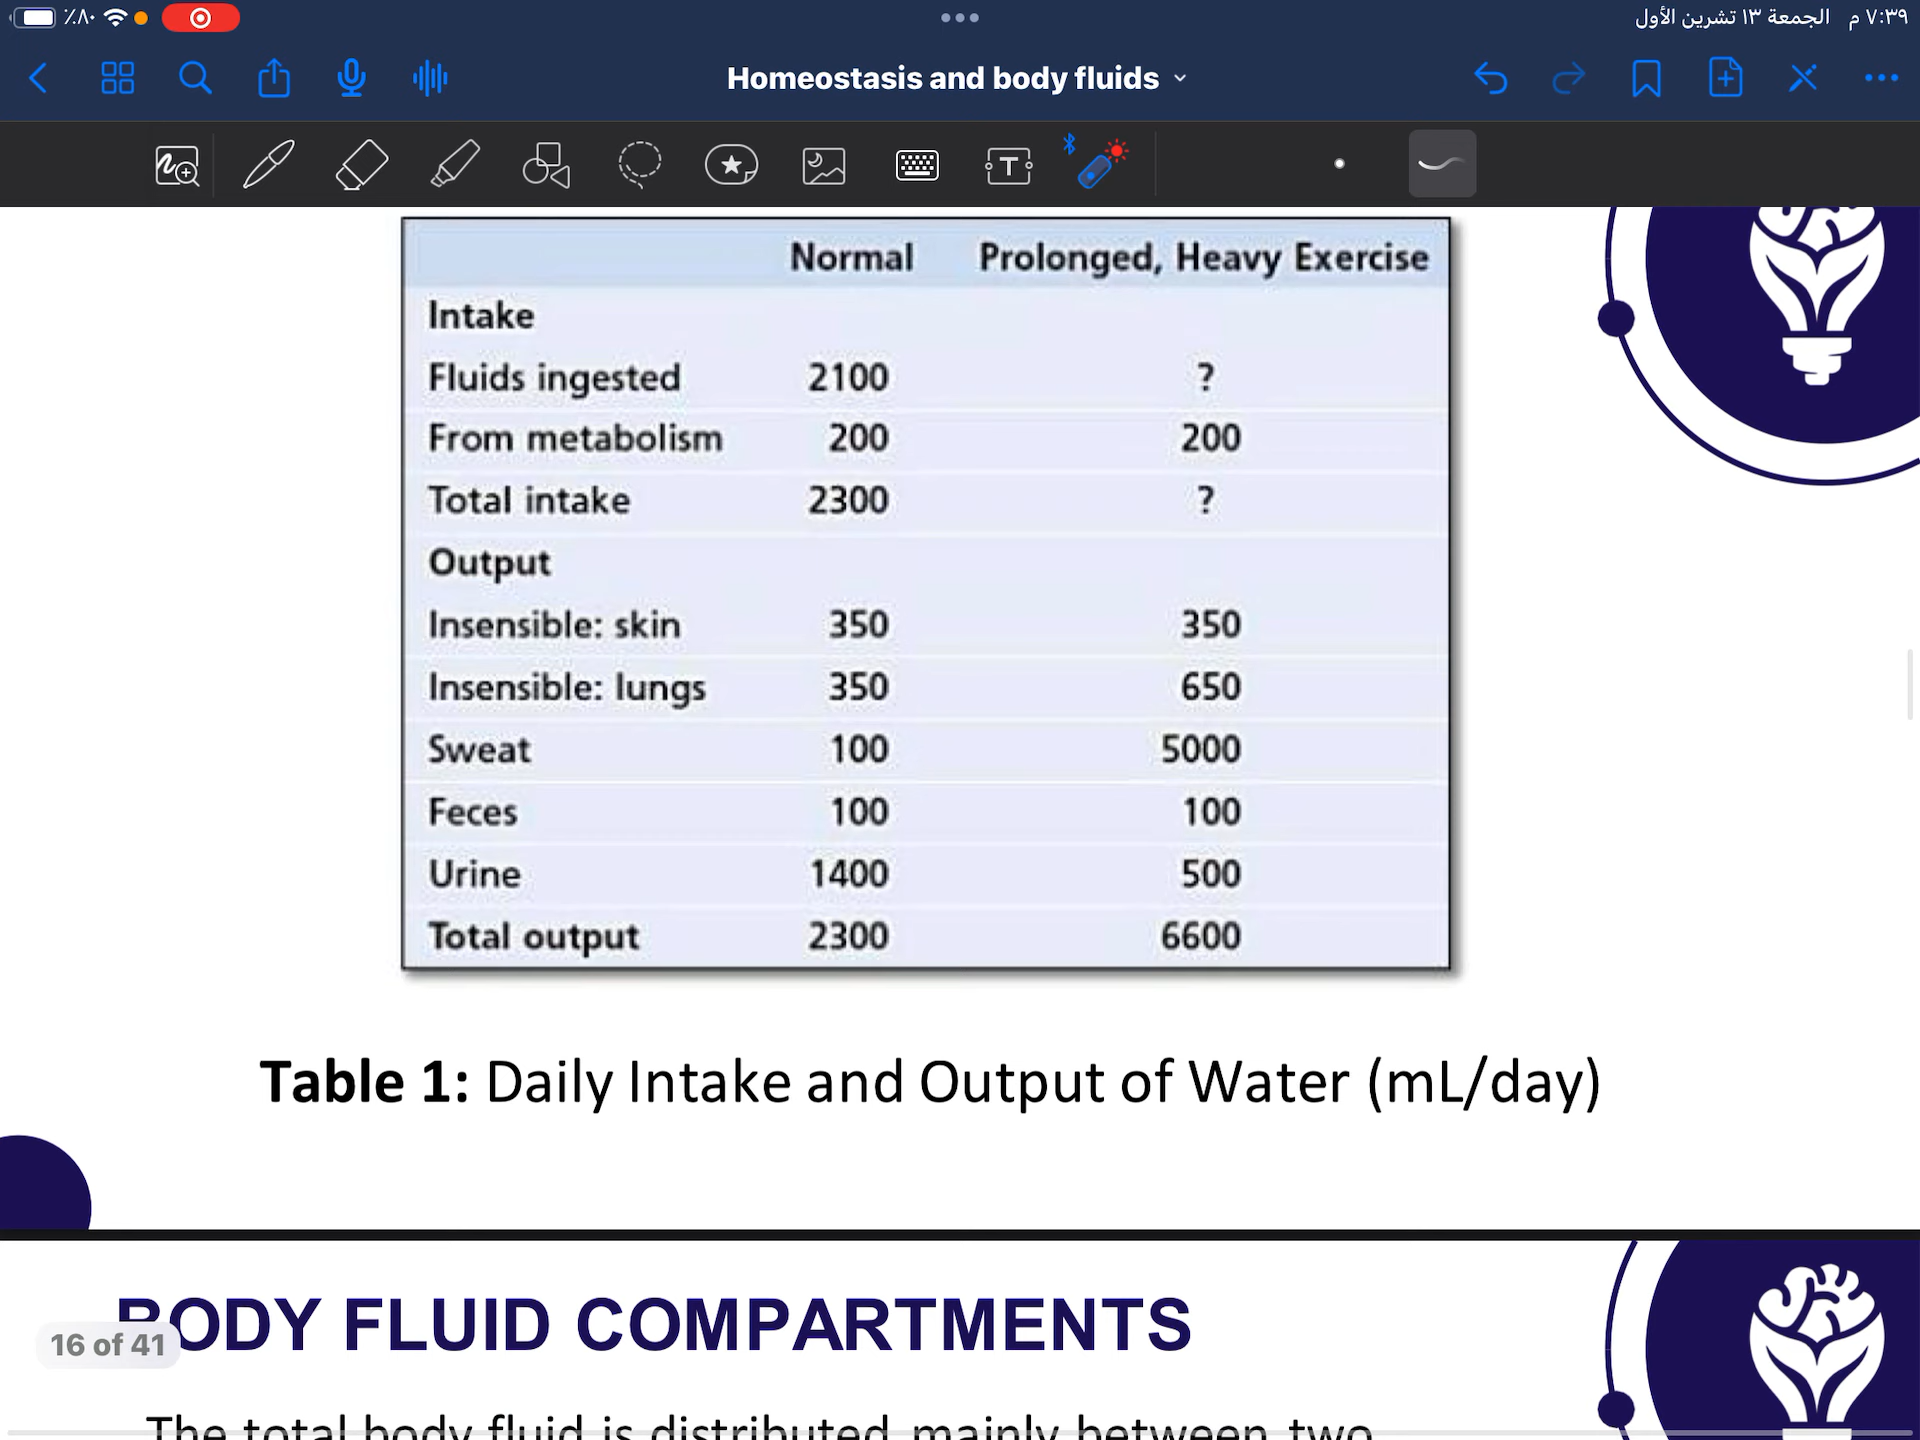 ٪٨٠
٧:٣٩ م الجمعة ١٣ تشرين الأول
Homeostasis and body fluids
Normal Prolonged, Heavy Exercise
Intake
Fluids ingested 2100 ?
From metabolism 200 200
Total intake 2300 ?
Output
Insensible: skin 350 350
Insensible: lungs 350 650
Sweat 100 5000
Feces 100 100
Urine 1400 500
Total output 2300 6600
Table 1: Daily Intake and Output of Water (mL/day)
BODY FLUID COMPARTMENTS
16 of 41
The total body fluid is distributed mainly between two